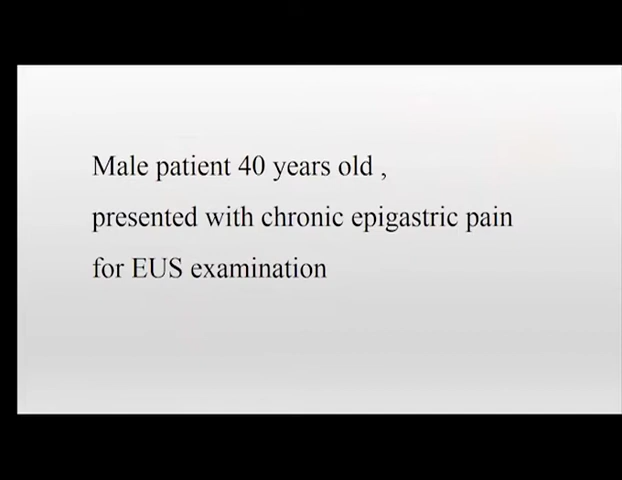 Male patient 40 years old ,
presented with chronic epigastric pain
for EUS examination